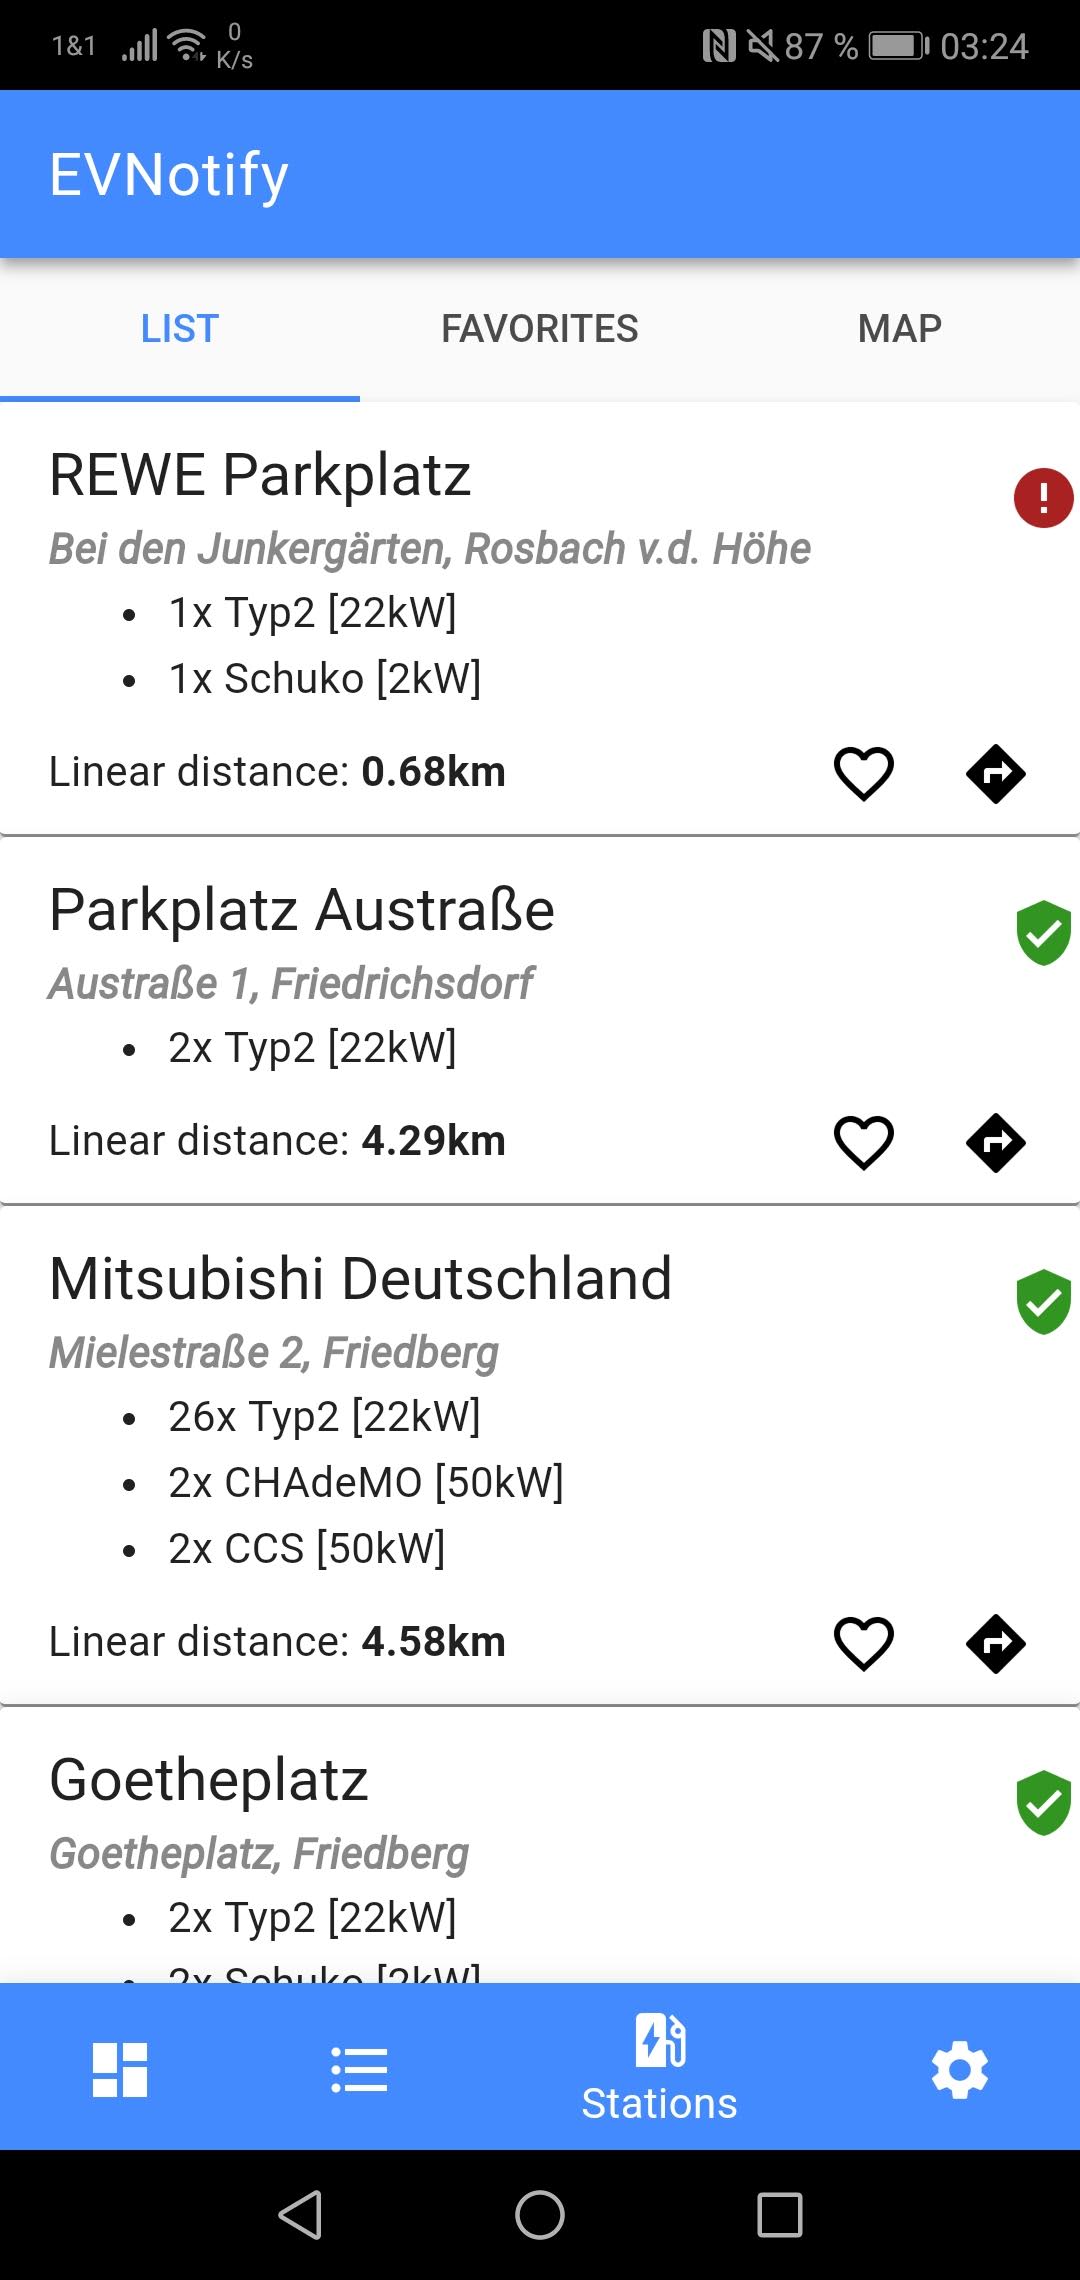 1&1 0 K/s 87 % 03:24
EVNotify
LIST FAVORITES MAP
REWE Parkplatz
Bei den Junkergärten, Rosbach v.d. Höhe
• 1x Typ2 [22kW]
• 1x Schuko [2kW]
Linear distance: 0.68km
Parkplatz Austraße
Austraße 1, Friedrichsdorf
• 2x Typ2 [22kW]
Linear distance: 4.29km
Mitsubishi Deutschland
Mielestraße 2, Friedberg
• 26x Typ2 [22kW]
• 2x CHAdeMO [50kW]
• 2x CCS [50kW]
Linear distance: 4.58km
Goetheplatz
Goetheplatz, Friedberg
• 2x Typ2 [22kW]
• 2x Schuko [2kW]
Stations